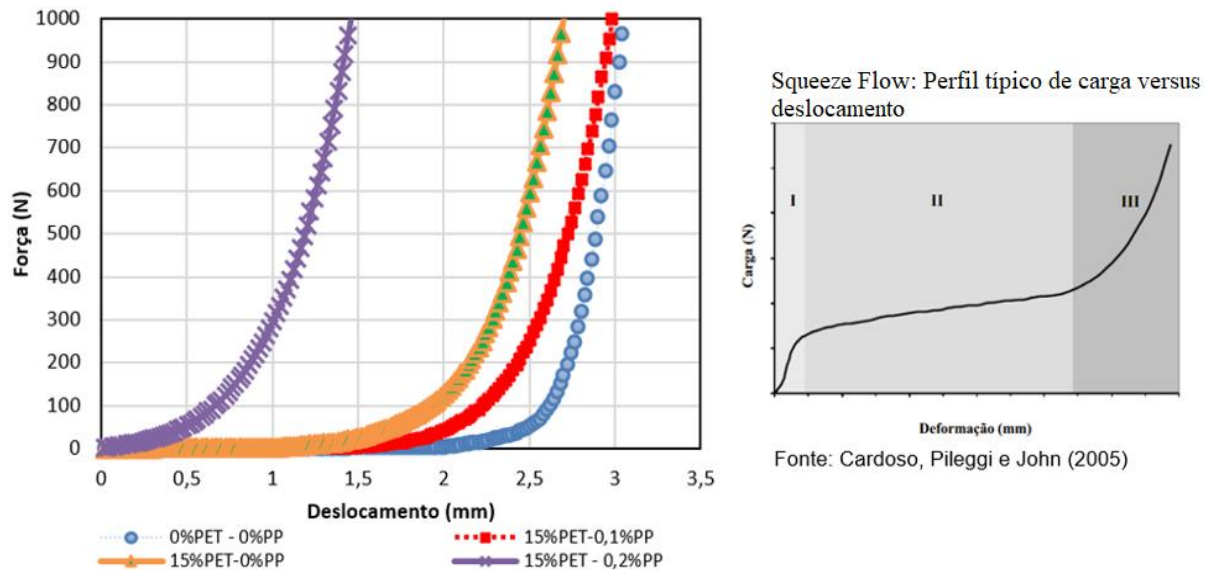 1000
900
800
700
600
500
400
300
200
100
0
Força (N)
0
0,5
1
1,5
2
2,5
3
3,5
Deslocamento (mm)
0%PET - 0%PP
15%PET-0,1%PP
15%PET-0%PP
15%PET - 0,2%PP
Squeeze Flow: Perfil típico de carga versus
deslocamento
I
II
III
Carga (N)
Deformação (mm)
Fonte: Cardoso, Pileggi e John (2005)